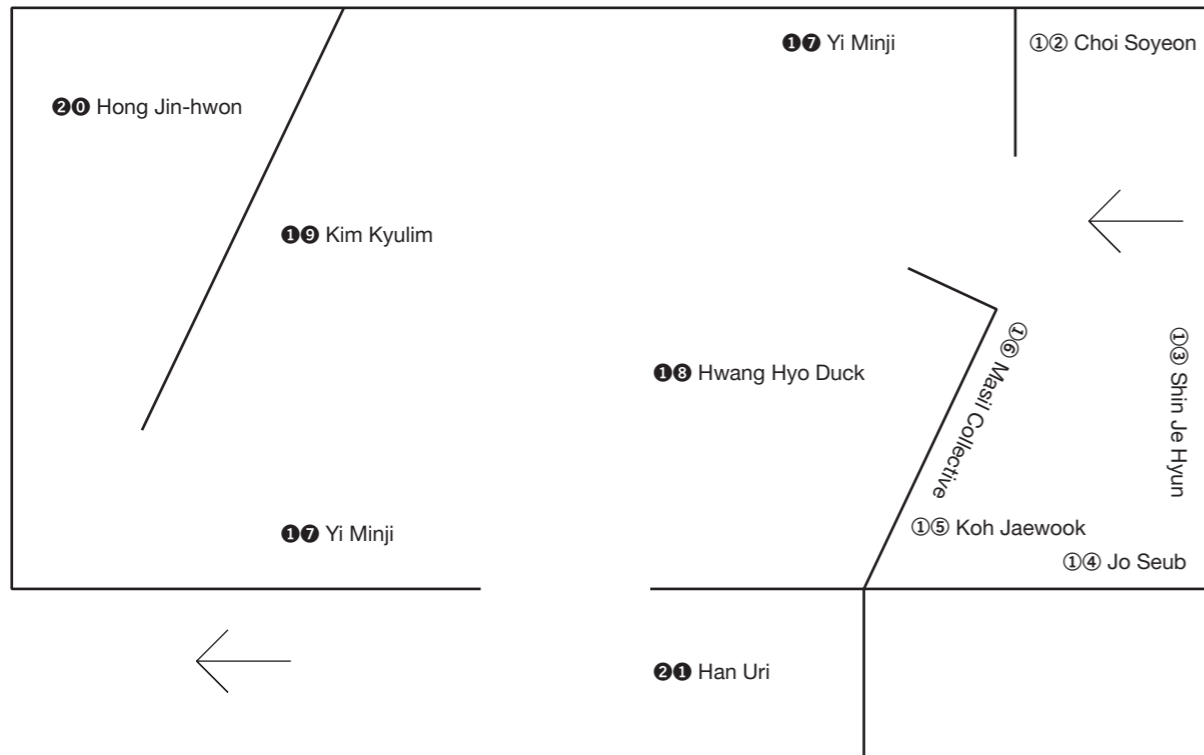 ❶❼ Yi Minji
①② Choi Soyeon
❷⓿ Hong Jin-hwon
❶❾ Kim Kyulim
①⑥ Masil Collective
①③ Shin Je Hyun
❶❽ Hwang Hyo Duck
❶❼ Yi Minji
①⑤ Koh Jaewook
①④ Jo Seub
❷❶ Han Uri